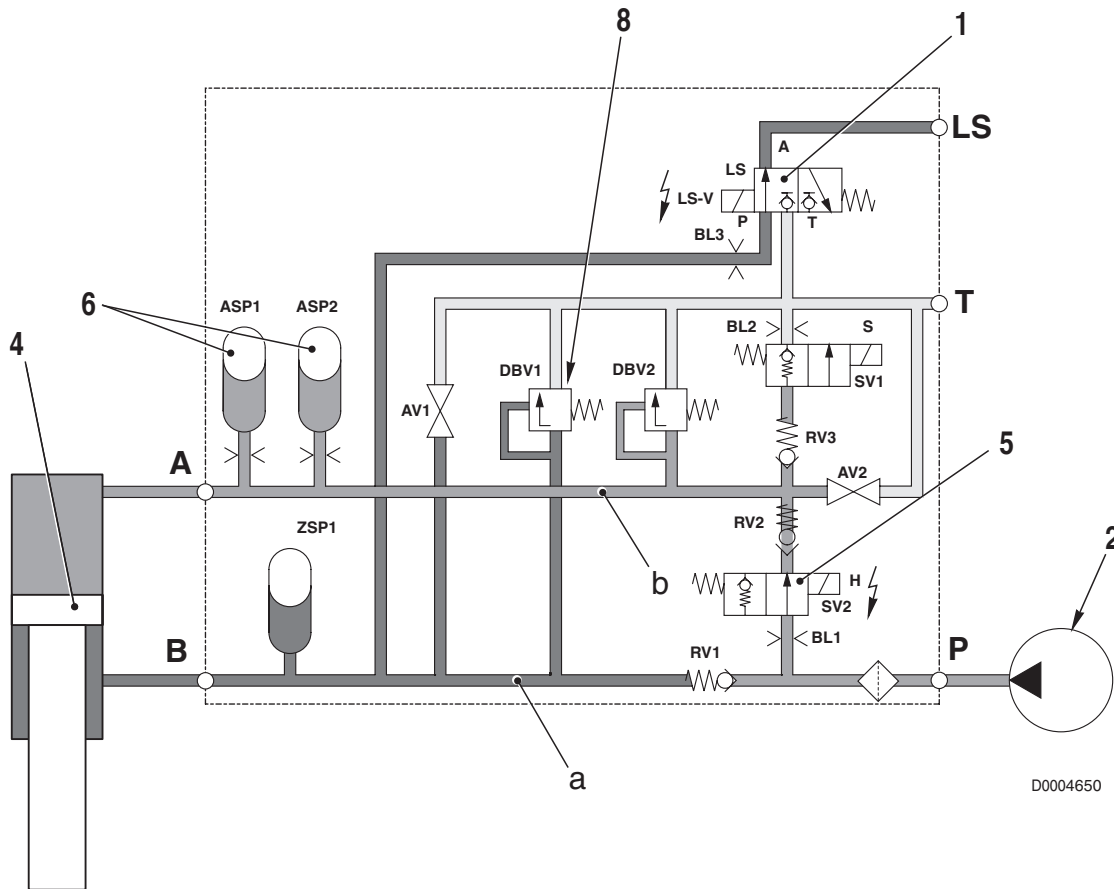 8
1
LS
A
LS
LS-V
P
T
BL3
6
ASP1
ASP2
T
4
BL2
S
DBV1
DBV2
SV1
AV1
RV3
5
A
AV2
ZSP1
RV2
2
b
H
SV2
B
BL1
P
RV1
a
D0004650